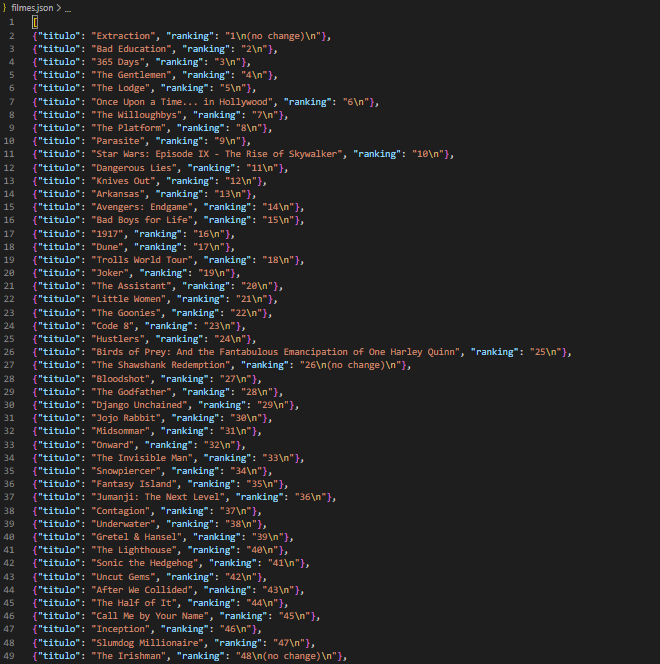 filmes.json > ...
1 [
2 {"titulo": "Extraction", "ranking": "1\n(no change)\n"},
3 {"titulo": "Bad Education", "ranking": "2\n"},
4 {"titulo": "365 Days", "ranking": "3\n"},
5 {"titulo": "The Gentlemen", "ranking": "4\n"},
6 {"titulo": "The Lodge", "ranking": "5\n"},
7 {"titulo": "Once Upon a Time... in Hollywood", "ranking": "6\n"},
8 {"titulo": "The Willoughbys", "ranking": "7\n"},
9 {"titulo": "The Platform", "ranking": "8\n"},
10 {"titulo": "Parasite", "ranking": "9\n"},
11 {"titulo": "Star Wars: Episode IX - The Rise of Skywalker", "ranking": "10\n"},
12 {"titulo": "Dangerous Lies", "ranking": "11\n"},
13 {"titulo": "Knives Out", "ranking": "12\n"},
14 {"titulo": "Arkansas", "ranking": "13\n"},
15 {"titulo": "Avengers: Endgame", "ranking": "14\n"},
16 {"titulo": "Bad Boys for Life", "ranking": "15\n"},
17 {"titulo": "1917", "ranking": "16\n"},
18 {"titulo": "Dune", "ranking": "17\n"},
19 {"titulo": "Trolls World Tour", "ranking": "18\n"},
20 {"titulo": "Joker", "ranking": "19\n"},
21 {"titulo": "The Assistant", "ranking": "20\n"},
22 {"titulo": "Little Women", "ranking": "21\n"},
23 {"titulo": "The Goonies", "ranking": "22\n"},
24 {"titulo": "Code 8", "ranking": "23\n"},
25 {"titulo": "Hustlers", "ranking": "24\n"},
26 {"titulo": "Birds of Prey: And the Fantabulous Emancipation of One Harley Quinn", "ranking": "25\n"},
27 {"titulo": "The Shawshank Redemption", "ranking": "26\n(no change)\n"},
28 {"titulo": "Bloodshot", "ranking": "27\n"},
29 {"titulo": "The Godfather", "ranking": "28\n"},
30 {"titulo": "Django Unchained", "ranking": "29\n"},
31 {"titulo": "Jojo Rabbit", "ranking": "30\n"},
32 {"titulo": "Midsommar", "ranking": "31\n"},
33 {"titulo": "Onward", "ranking": "32\n"},
34 {"titulo": "The Invisible Man", "ranking": "33\n"},
35 {"titulo": "Snowpiercer", "ranking": "34\n"},
36 {"titulo": "Fantasy Island", "ranking": "35\n"},
37 {"titulo": "Jumanji: The Next Level", "ranking": "36\n"},
38 {"titulo": "Contagion", "ranking": "37\n"},
39 {"titulo": "Underwater", "ranking": "38\n"},
40 {"titulo": "Gretel & Hansel", "ranking": "39\n"},
41 {"titulo": "The Lighthouse", "ranking": "40\n"},
42 {"titulo": "Sonic the Hedgehog", "ranking": "41\n"},
43 {"titulo": "Uncut Gems", "ranking": "42\n"},
44 {"titulo": "After We Collided", "ranking": "43\n"},
45 {"titulo": "The Half of It", "ranking": "44\n"},
46 {"titulo": "Call Me by Your Name", "ranking": "45\n"},
47 {"titulo": "Inception", "ranking": "46\n"},
48 {"titulo": "Slumdog Millionaire", "ranking": "47\n"},
49 {"titulo": "The Irishman", "ranking": "48\n(no change)\n"},